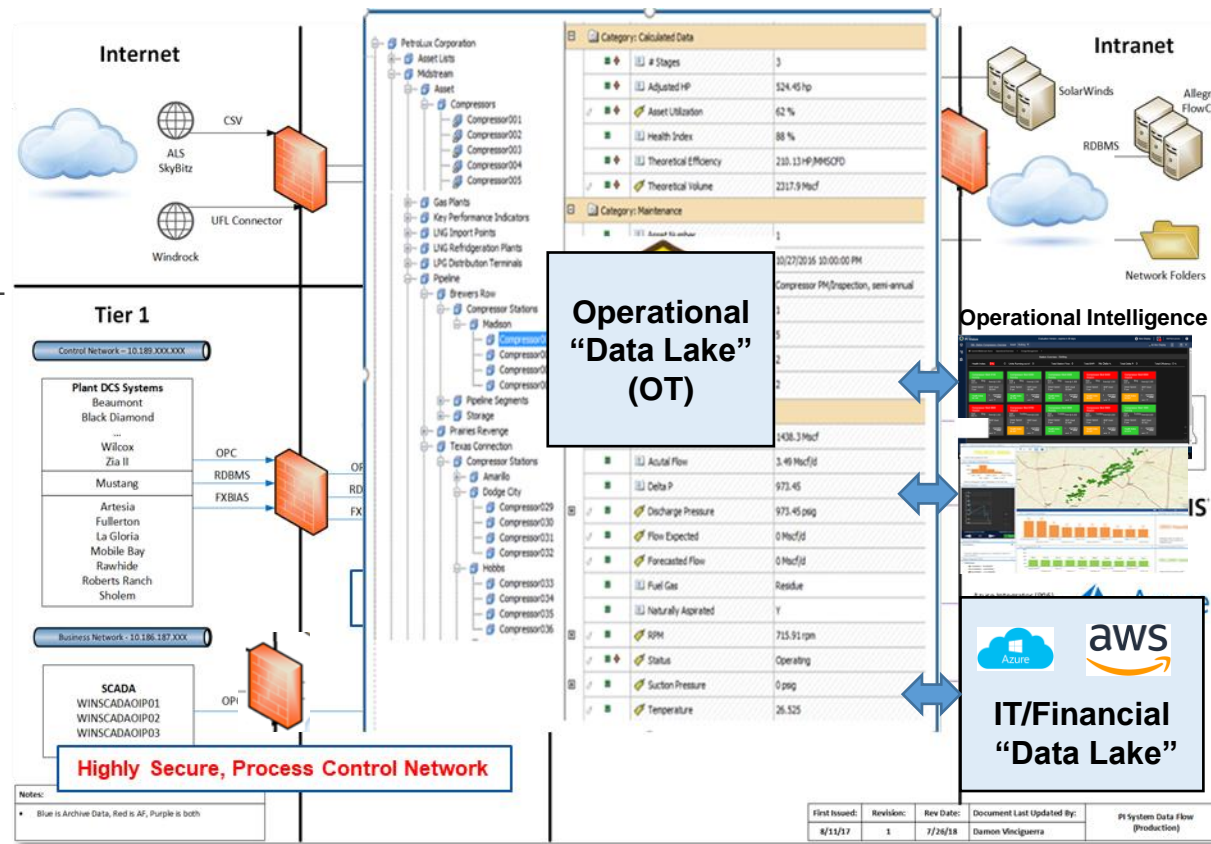 Internet
CSV
ALS
SkyBitz
UFL Connector
Windrock
Tier 1
Control Network – 10.189.XXX.XXX
Plant DCS Systems
Beaumont
Black Diamond
...
Wilcox
Zia II
Mustang
Artesia
Fullerton
La Gloria
Mobile Bay
Rawhide
Roberts Ranch
Sholem
OPC
RDBMS
FXBIAS
Business Network - 10.186.187.XXX
SCADA
WINSCADAOIP01
WINSCADAOIP02
WINSCADAOIP03
Highly Secure, Process Control Network
Notes:
• Blue is Archive Data, Red is AF, Purple is both
PetroLux Corporation
Asset Lists
Midstream
Asset
Compressors
Compressor001
Compressor002
Compressor003
Compressor004
Compressor005
Gas Plants
Key Performance Indicators
LNG Import Points
LNG Refridgeration Plants
LPG Distribution Terminals
Pipeline
Brewers Row
Compressor Stations
Madison
Pipeline Segments
Storage
Prairies Revenge
Texas Connection
Compressor Stations
Amarilo
Dodge City
Compressor029
Compressor030
Compressor031
Compressor032
Hobbs
Compressor033
Compressor034
Compressor035
Compressor036
Category: Calculated Data
# Stages 3
Adjusted HP 524.45 hp
Asset Utilization 62 %
Health Index 88 %
Theoretical Efficiency 210.13 HP/MMSCFD
Theoretical Volume 2317.9 Mscf
Category: Maintenance
Asset Number 1
10/27/2016 10:00:00 PM
Compressor PM/Inspection, semi-annual
1
5
2
2
1438.3 Mscf
Acutal Flow 3.49 Mscf/d
Delta P 973.45
Discharge Pressure 973.45 psig
Flow Expected 0 Mscf/d
Forecasted Flow 0 Mscf/d
Fuel Gas Residue
Naturally Aspirated Y
RPM 715.91 rpm
Status Operating
Suction Pressure 0 psig
Temperature 26.525
Operational
“Data Lake”
(OT)
Intranet
SolarWinds
RDBMS
Network Folders
Operational Intelligence
Azure
aws
IT/Financial
“Data Lake”
First Issued: Revision: Rev Date: Document Last Updated By: PI System Data Flow
(Production)
8/11/17 1 7/26/18 Damon Vinciguerra